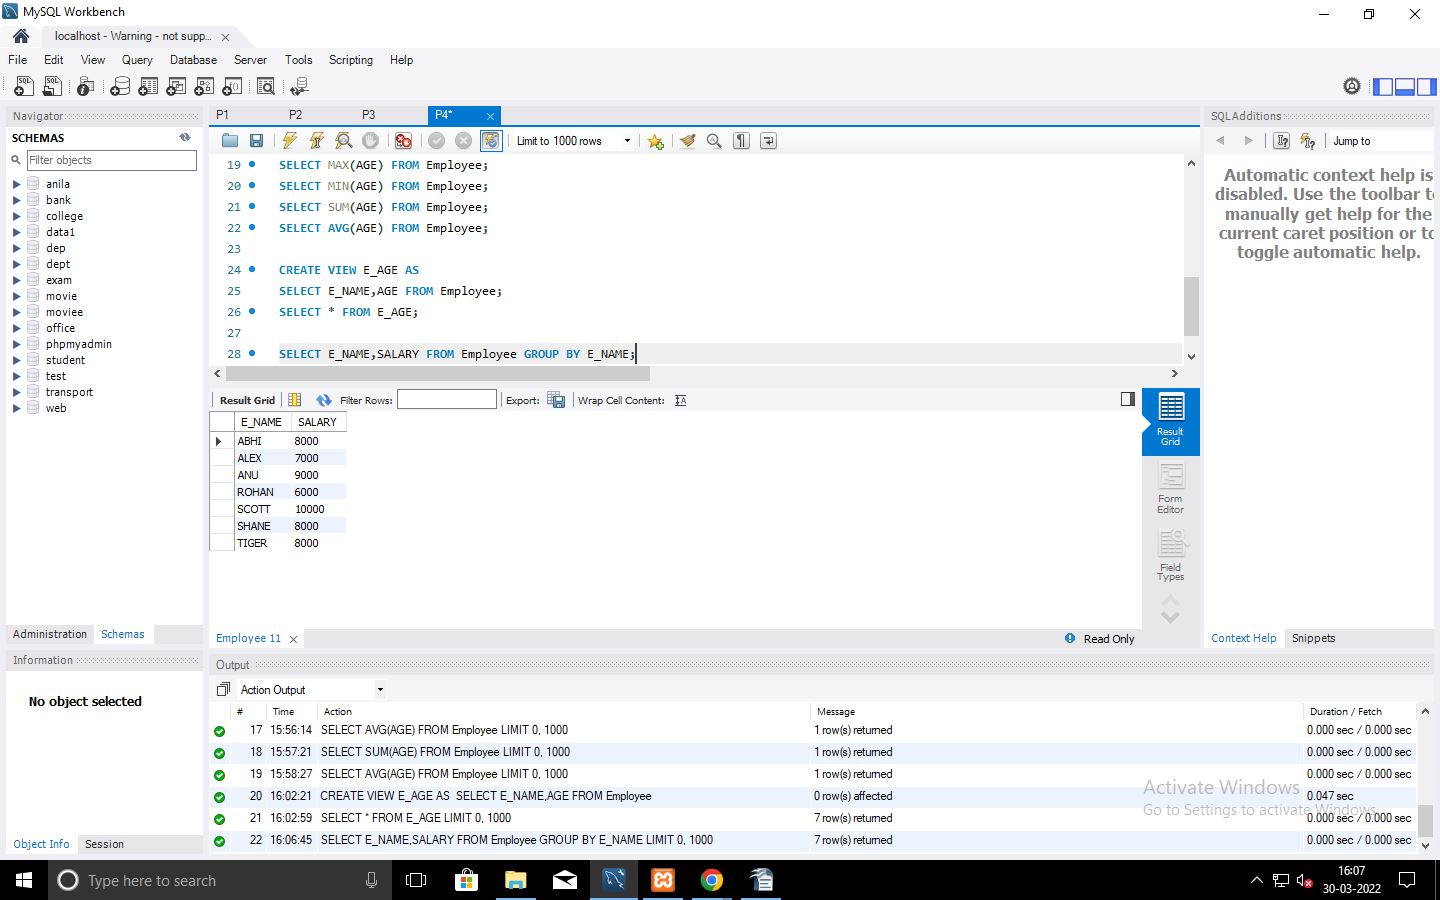 MySQL Workbench
localhost - Warning - not supp...
File Edit View Query Database Server Tools Scripting Help
Navigator
SCHEMAS
Filter objects
anila
bank
college
data1
dep
dept
exam
movie
moviee
office
phpmyadmin
student
test
transport
web
Administration Schemas
Information
No object selected
Object Info Session
P1 P2 P3 P4*
Limit to 1000 rows
19 SELECT MAX(AGE) FROM Employee;
20 SELECT MIN(AGE) FROM Employee;
21 SELECT SUM(AGE) FROM Employee;
22 SELECT AVG(AGE) FROM Employee;
23
24 CREATE VIEW E_AGE AS
25 SELECT E_NAME,AGE FROM Employee;
26 SELECT * FROM E_AGE;
27
28 SELECT E_NAME,SALARY FROM Employee GROUP BY E_NAME;
Result Grid Filter Rows: Export: Wrap Cell Content:
E_NAME SALARY
ABHI 8000
ALEX 7000
ANU 9000
ROHAN 6000
SCOTT 10000
SHANE 8000
TIGER 8000
Result
Grid
Form
Editor
Field
Types
Employee 11
Read Only
SQLAdditions
Jump to
Automatic context help is
disabled. Use the toolbar to
manually get help for the
current caret position or to
toggle automatic help.
Context Help Snippets
Output
Action Output
# Time Action Message Duration / Fetch
17 15:56:14 SELECT AVG(AGE) FROM Employee LIMIT 0, 1000 1 row(s) returned 0.000 sec / 0.000 sec
18 15:57:21 SELECT SUM(AGE) FROM Employee LIMIT 0, 1000 1 row(s) returned 0.000 sec / 0.000 sec
19 15:58:27 SELECT AVG(AGE) FROM Employee LIMIT 0, 1000 1 row(s) returned 0.000 sec / 0.000 sec
20 16:02:21 CREATE VIEW E_AGE AS SELECT E_NAME,AGE FROM Employee 0 row(s) affected 0.047 sec
21 16:02:59 SELECT * FROM E_AGE LIMIT 0, 1000 7 row(s) returned 0.000 sec / 0.000 sec
22 16:06:45 SELECT E_NAME,SALARY FROM Employee GROUP BY E_NAME LIMIT 0, 1000 7 row(s) returned 0.000 sec / 0.000 sec
Activate Windows
Go to Settings to activate Windows.
Type here to search
16:07
30-03-2022